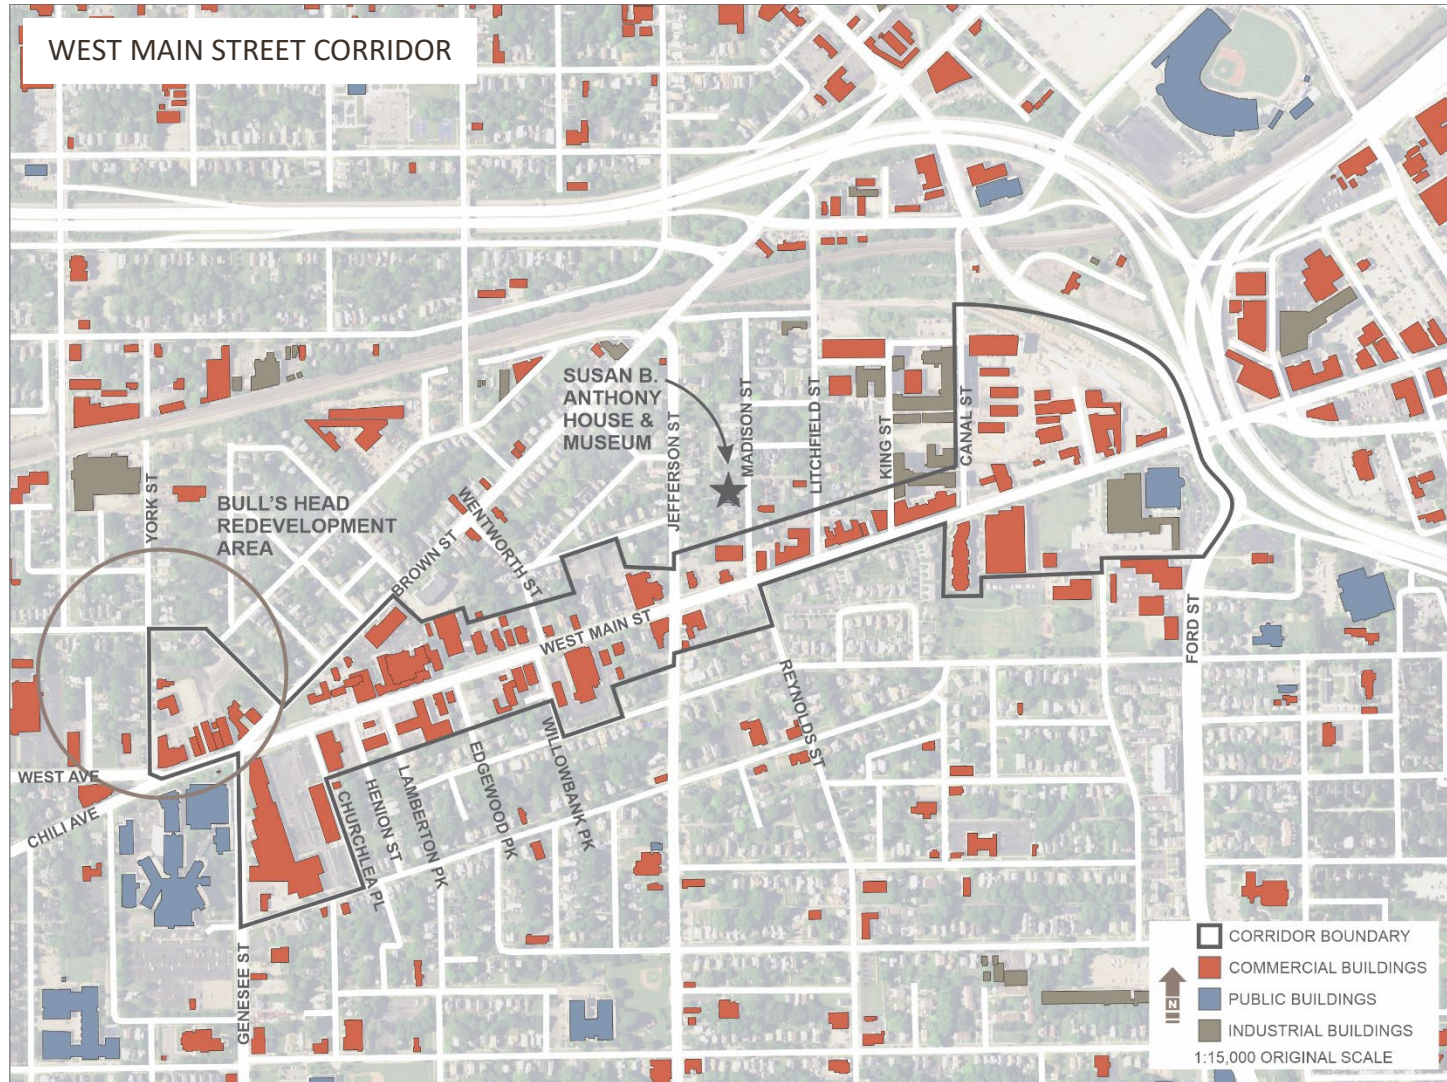 WEST MAIN STREET CORRIDOR
SUSAN B.
ANTHONY
HOUSE &
MUSEUM
JEFFERSON ST
MADISON ST
LITCHFIELD ST
KING ST
CANAL ST
YORK ST
BULL'S HEAD
REDEVELOPMENT
AREA
BROWN ST
WENTWORTH ST
WEST MAIN ST
FORD ST
REYNOLDS ST
WEST AVE
CHILI AVE
GENESEE ST
CHURCHLEA PL
HENION ST
LAMBERTON PK
EDGEWOOD PK
WILLOWBANK PK
CORRIDOR BOUNDARY
COMMERCIAL BUILDINGS
PUBLIC BUILDINGS
INDUSTRIAL BUILDINGS
N
1:15,000 ORIGINAL SCALE